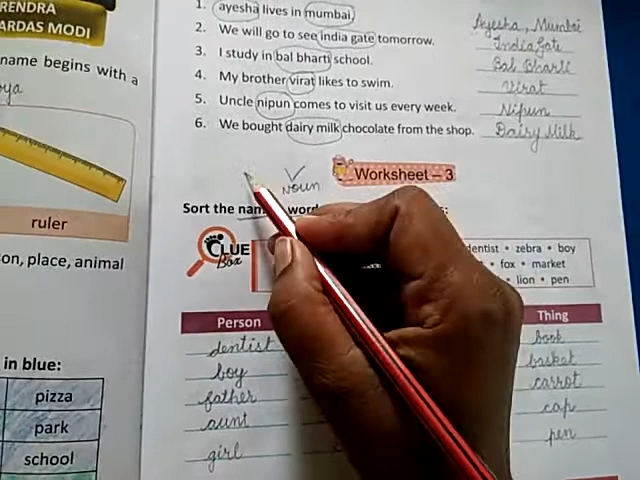 RENDRA
ARDAS MODI
name begins with a
oya
ruler
on, place, animal
in blue:
pizza
park
school
1. ayesha lives in mumbai. Ayesha, Mumbai
2. We will go to see india gate tomorrow. India Gate
3. I study in bal bharti school. Bal Bharti
4. My brother virat likes to swim. Virat
5. Uncle nipun comes to visit us every week. Nipun
6. We bought dairy milk chocolate from the shop. Dairy Milk
Worksheet – 3
Noun
Sort the
CLUE
Box
dentist • zebra • boy
• fox • market
• lion • pen
Person Thing
dentist book
boy basket
father carrot
aunt cap
girl pen